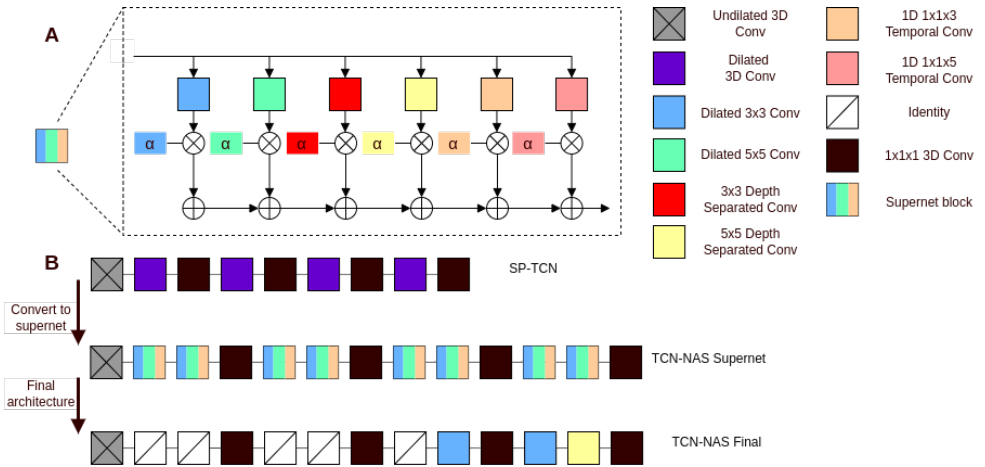 A
α
α
α
α
α
α
Undilated 3D
Conv
Dilated
3D Conv
Dilated 3x3 Conv
Dilated 5x5 Conv
3x3 Depth
Separated Conv
5x5 Depth
Separated Conv
1D 1x1x3
Temporal Conv
1D 1x1x5
Temporal Conv
Identity
1x1x1 3D Conv
Supernet block
B
SP-TCN
Convert to
supernet
TCN-NAS Supernet
Final
architecture
TCN-NAS Final